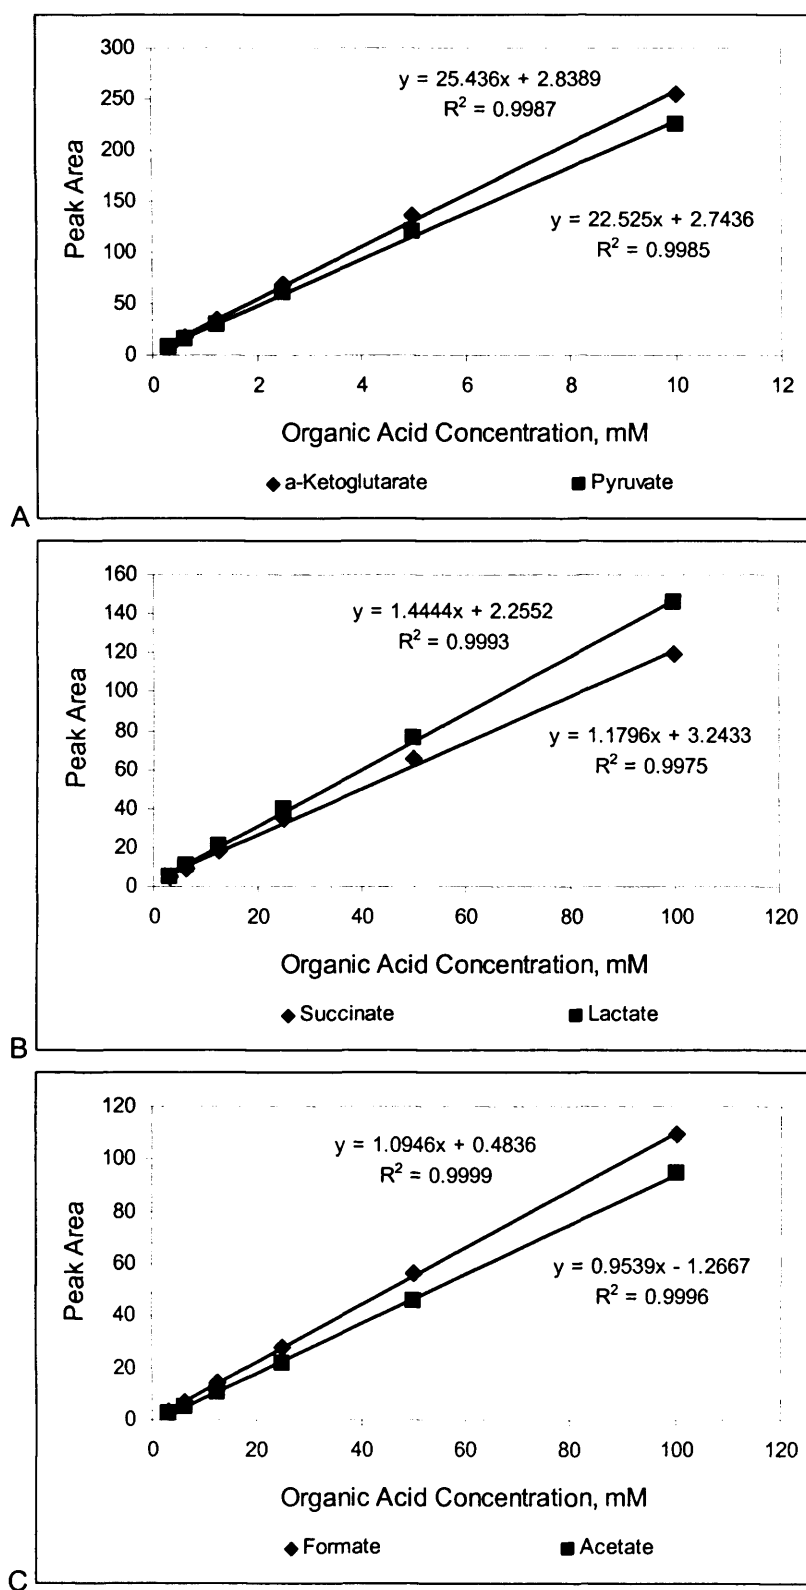 300
y = 25.436x + 2.8389
250
R² = 0.9987
200
Peak Area
150
y = 22.525x + 2.7436
100
R² = 0.9985
50
0
0 2 4 6 8 10 12
Organic Acid Concentration, mM
a-Ketoglutarate Pyruvate
A
160
140
y = 1.4444x + 2.2552
R² = 0.9993
120
100
Peak Area
80
y = 1.1796x + 3.2433
60
R² = 0.9975
40
20
0
0 20 40 60 80 100 120
Organic Acid Concentration, mM
Succinate Lactate
B
120
y = 1.0946x + 0.4836
100
R² = 0.9999
80
Peak Area
60
y = 0.9539x - 1.2667
R² = 0.9996
40
20
0
0 20 40 60 80 100 120
Organic Acid Concentration, mM
Formate Acetate
C